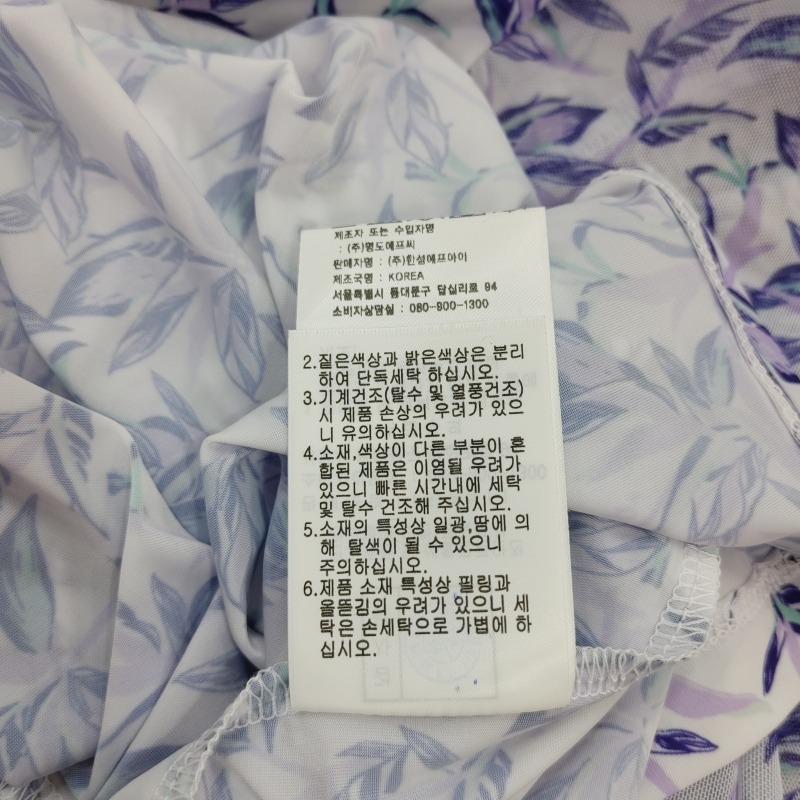 제조자 또는 수입자명
: (주)명도에프씨
판매자명 : (주)한성에프아이
제조국명 : KOREA
서울특별시 동대문구 답십리로 94
소비자상담실 : 080-900-1300
2.짙은색상과 밝은색상은 분리
하여 단독세탁 하십시오.
3.기계건조(탈수 및 열풍건조)
시 제품 손상의 우려가 있으
니 유의하십시오.
4.소재,색상이 다른 부분이 혼
합된 제품은 이염될 우려가
있으니 빠른 시간내에 세탁
및 탈수 건조해 주십시오.
5.소재의 특성상 일광,땀에 의
해 탈색이 될 수 있으니
주의하십시오.
6.제품 소재 특성상 필링과
올뜯김의 우려가 있으니 세
탁은 손세탁으로 가볍에 하
십시오.